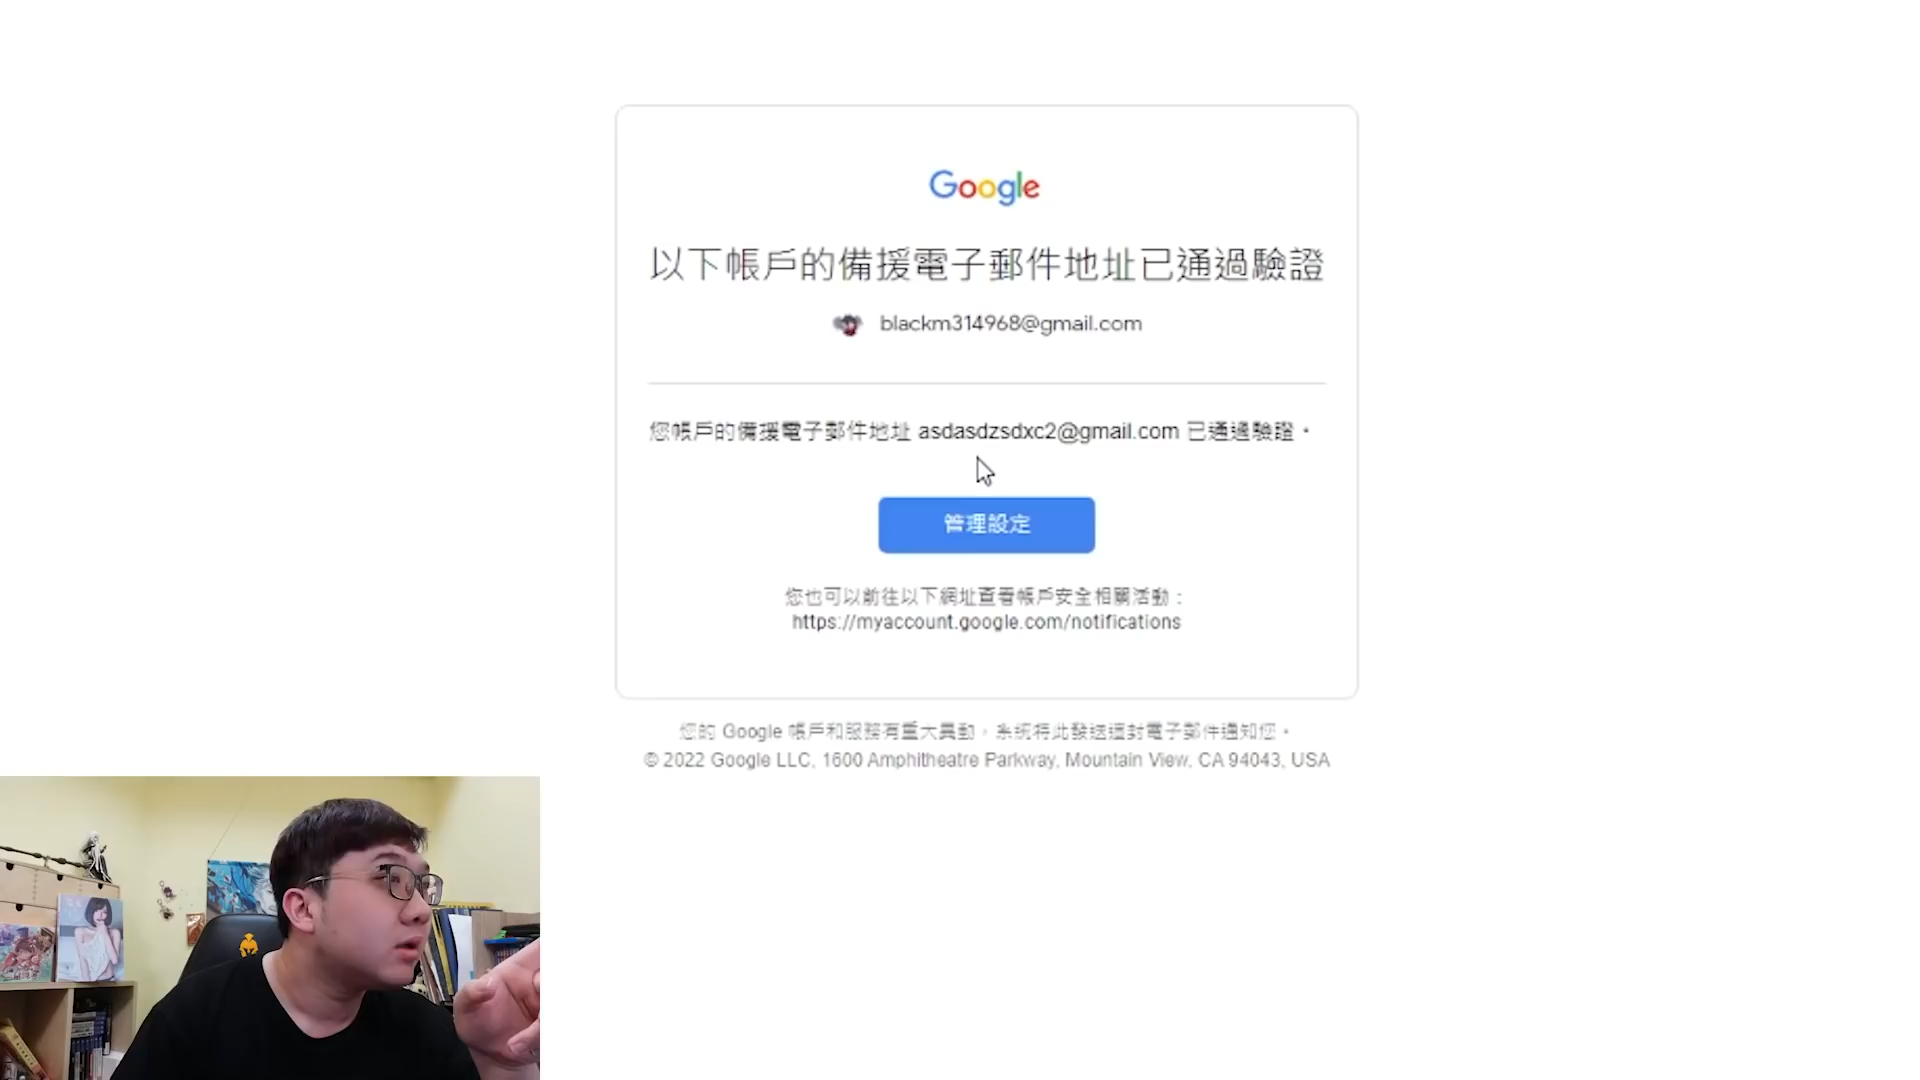 Google
以下帳戶的備援電子郵件地址已通過驗證
blackm314968@gmail.com
您帳戶的備援電子郵件地址 asdasdzsdxc2@gmail.com 已通過驗證。
管理設定
您也可以前往以下網址查看帳戶安全相關活動：
https://myaccount.google.com/notifications
您的 Google 帳戶和服務有重大異動，系統將此發送這封電子郵件通知您。
© 2022 Google LLC, 1600 Amphitheatre Parkway, Mountain View, CA 94043, USA